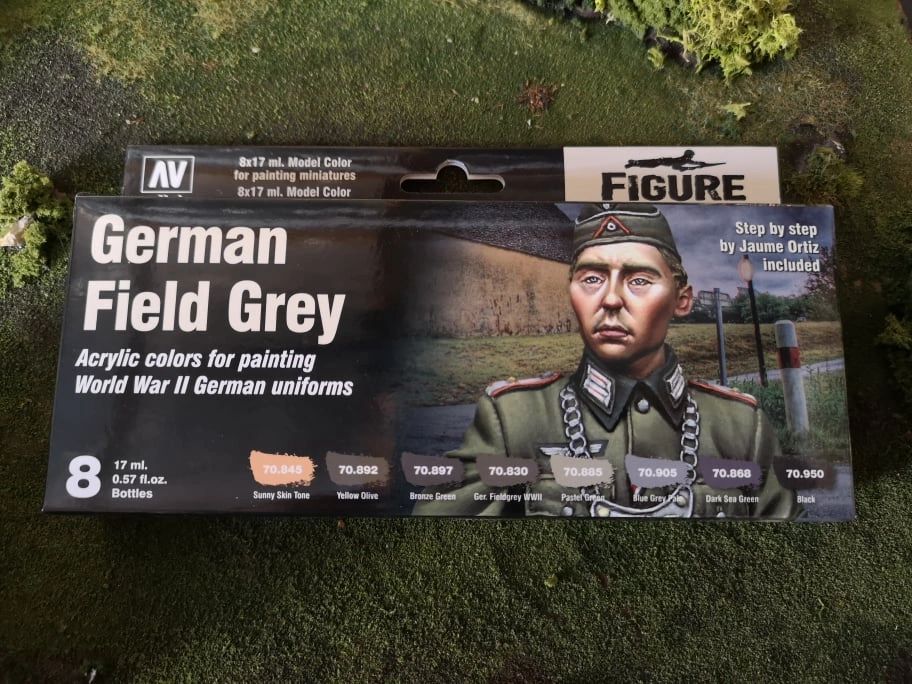 AV
8x17 ml. Model Color
for painting miniatures
8x17 ml. Model Color
FIGURE
German
Field Grey
Acrylic colors for painting
World War II German uniforms
Step by step
by Jaume Ortiz
included
8
17 ml.
0.57 fl.oz.
Bottles
70.845
Sunny Skin Tone
70.892
Yellow Olive
70.897
Bronze Green
70.830
Ger. Fieldgrey WWII
70.885
Pastel Green
70.905
Blue Grey Pale
70.868
Dark Sea Green
70.950
Black